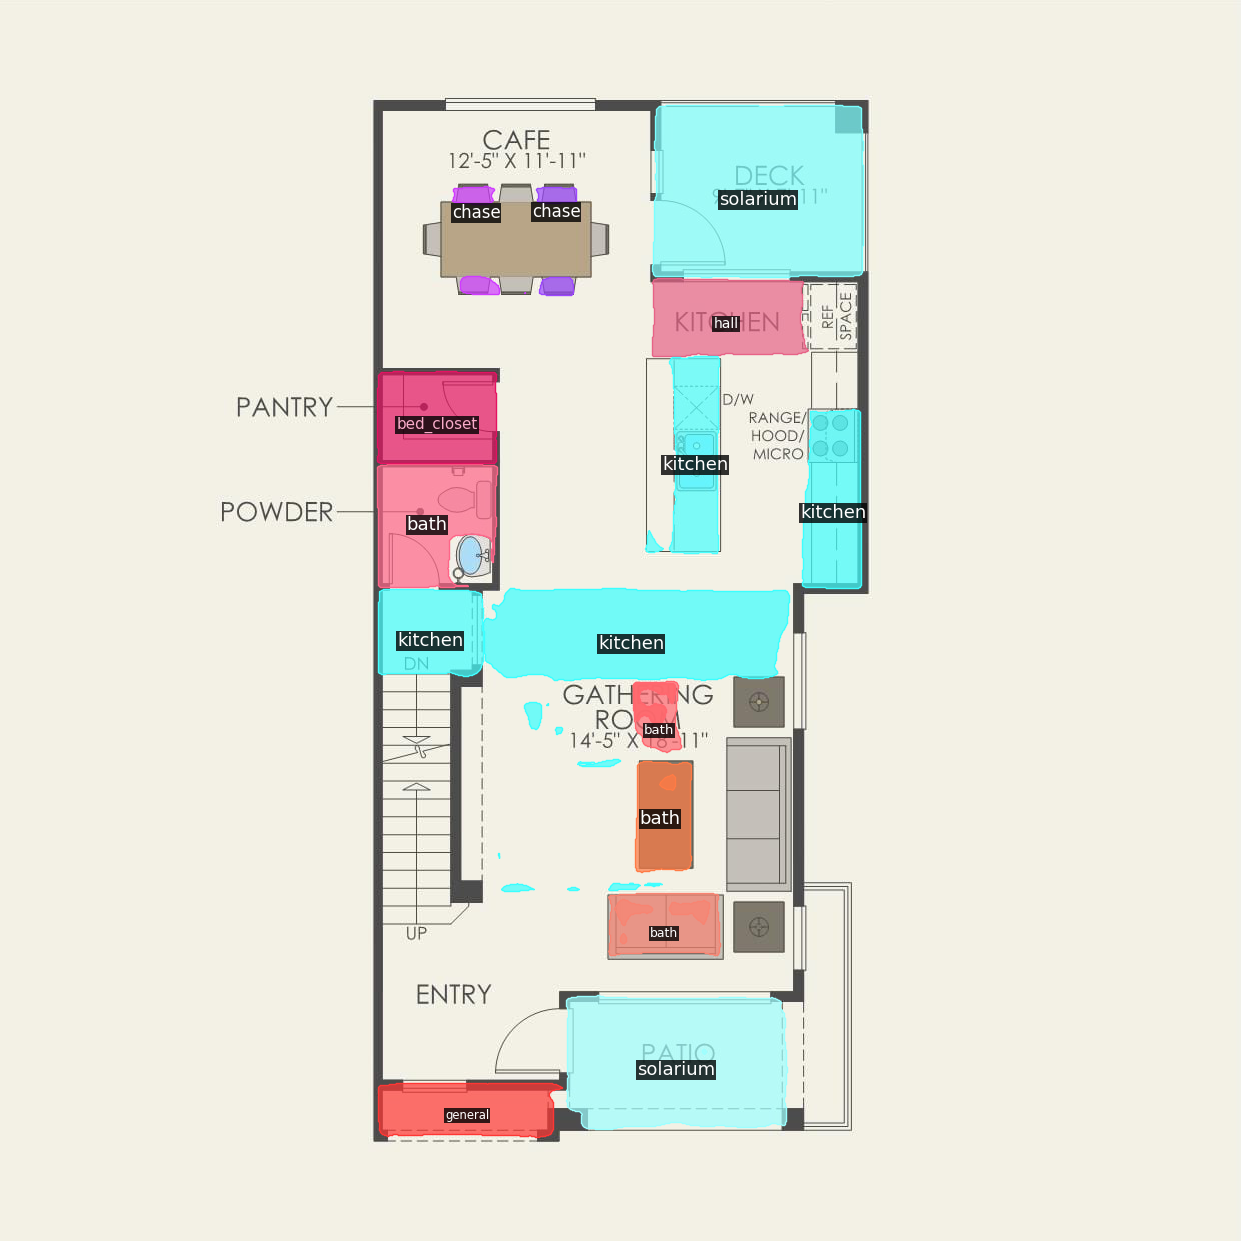 CAFE
12'-5" X 11'-11"
DECK
11"
solarium
chase
chase
KITCHEN
hall
REF
SPACE
PANTRY
bed_closet
D/W
RANGE/
HOOD/
MICRO
kitchen
POWDER
bath
kitchen
kitchen
kitchen
DN
GATHERING
ROOM
bath
14'-5" X 18'-11"
bath
UP
bath
ENTRY
PATIO
solarium
general